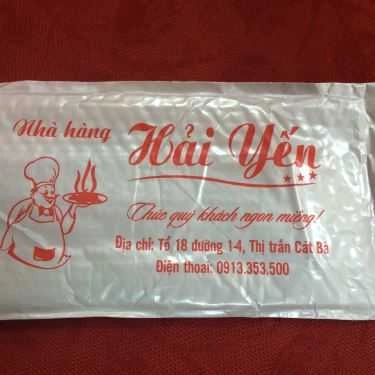 Nhà hàng
Hải Yến
Chúc quý khách ngon miệng!
Địa chỉ: Tổ 18 đường 1-4, Thị trấn Cát Bà
Điện thoại: 0913.353.500